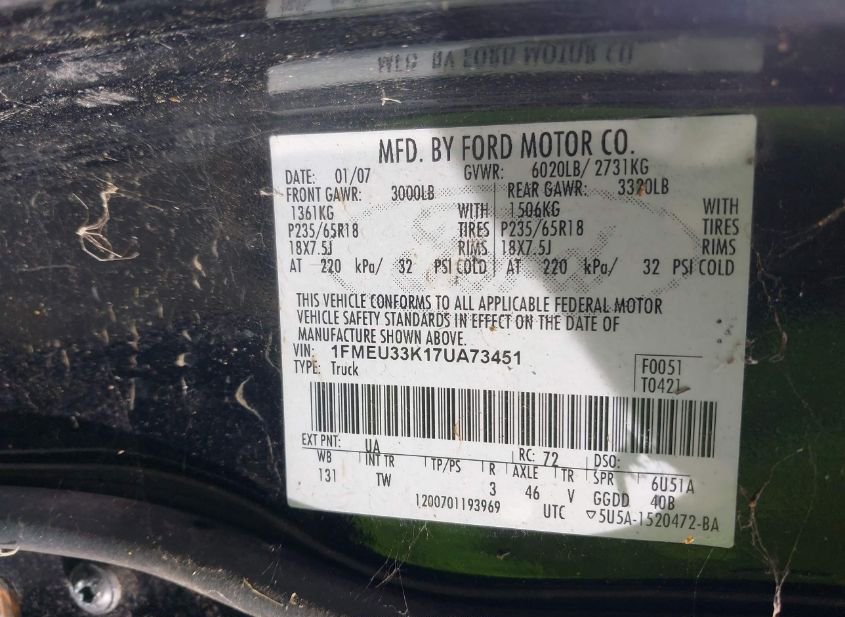 MFD. BY FORD MOTOR CO.
DATE: 01/07 GVWR: 6020LB/ 2731KG
FRONT GAWR: 3000LB REAR GAWR: 3320LB
1361KG WITH 1506KG WITH
P235/65R18 TIRES P235/65R18 TIRES
18X7.5J RIMS 18X7.5J RIMS
AT 220 kPa/ 32 PSI COLD AT 220 kPa/ 32 PSI COLD
THIS VEHICLE CONFORMS TO ALL APPLICABLE FEDERAL MOTOR
VEHICLE SAFETY STANDARDS IN EFFECT ON THE DATE OF
MANUFACTURE SHOWN ABOVE.
VIN: 1FMEU33K17UA73451
TYPE: Truck
F0051
T0421
EXT PNT: UA RC: 72 DSO:
WB INT TR TP/PS R AXLE TR SPR 6U51A
131 TW 3 46 V GGDD 40B
1200701193969 UTC ▽5U5A-1520472-BA